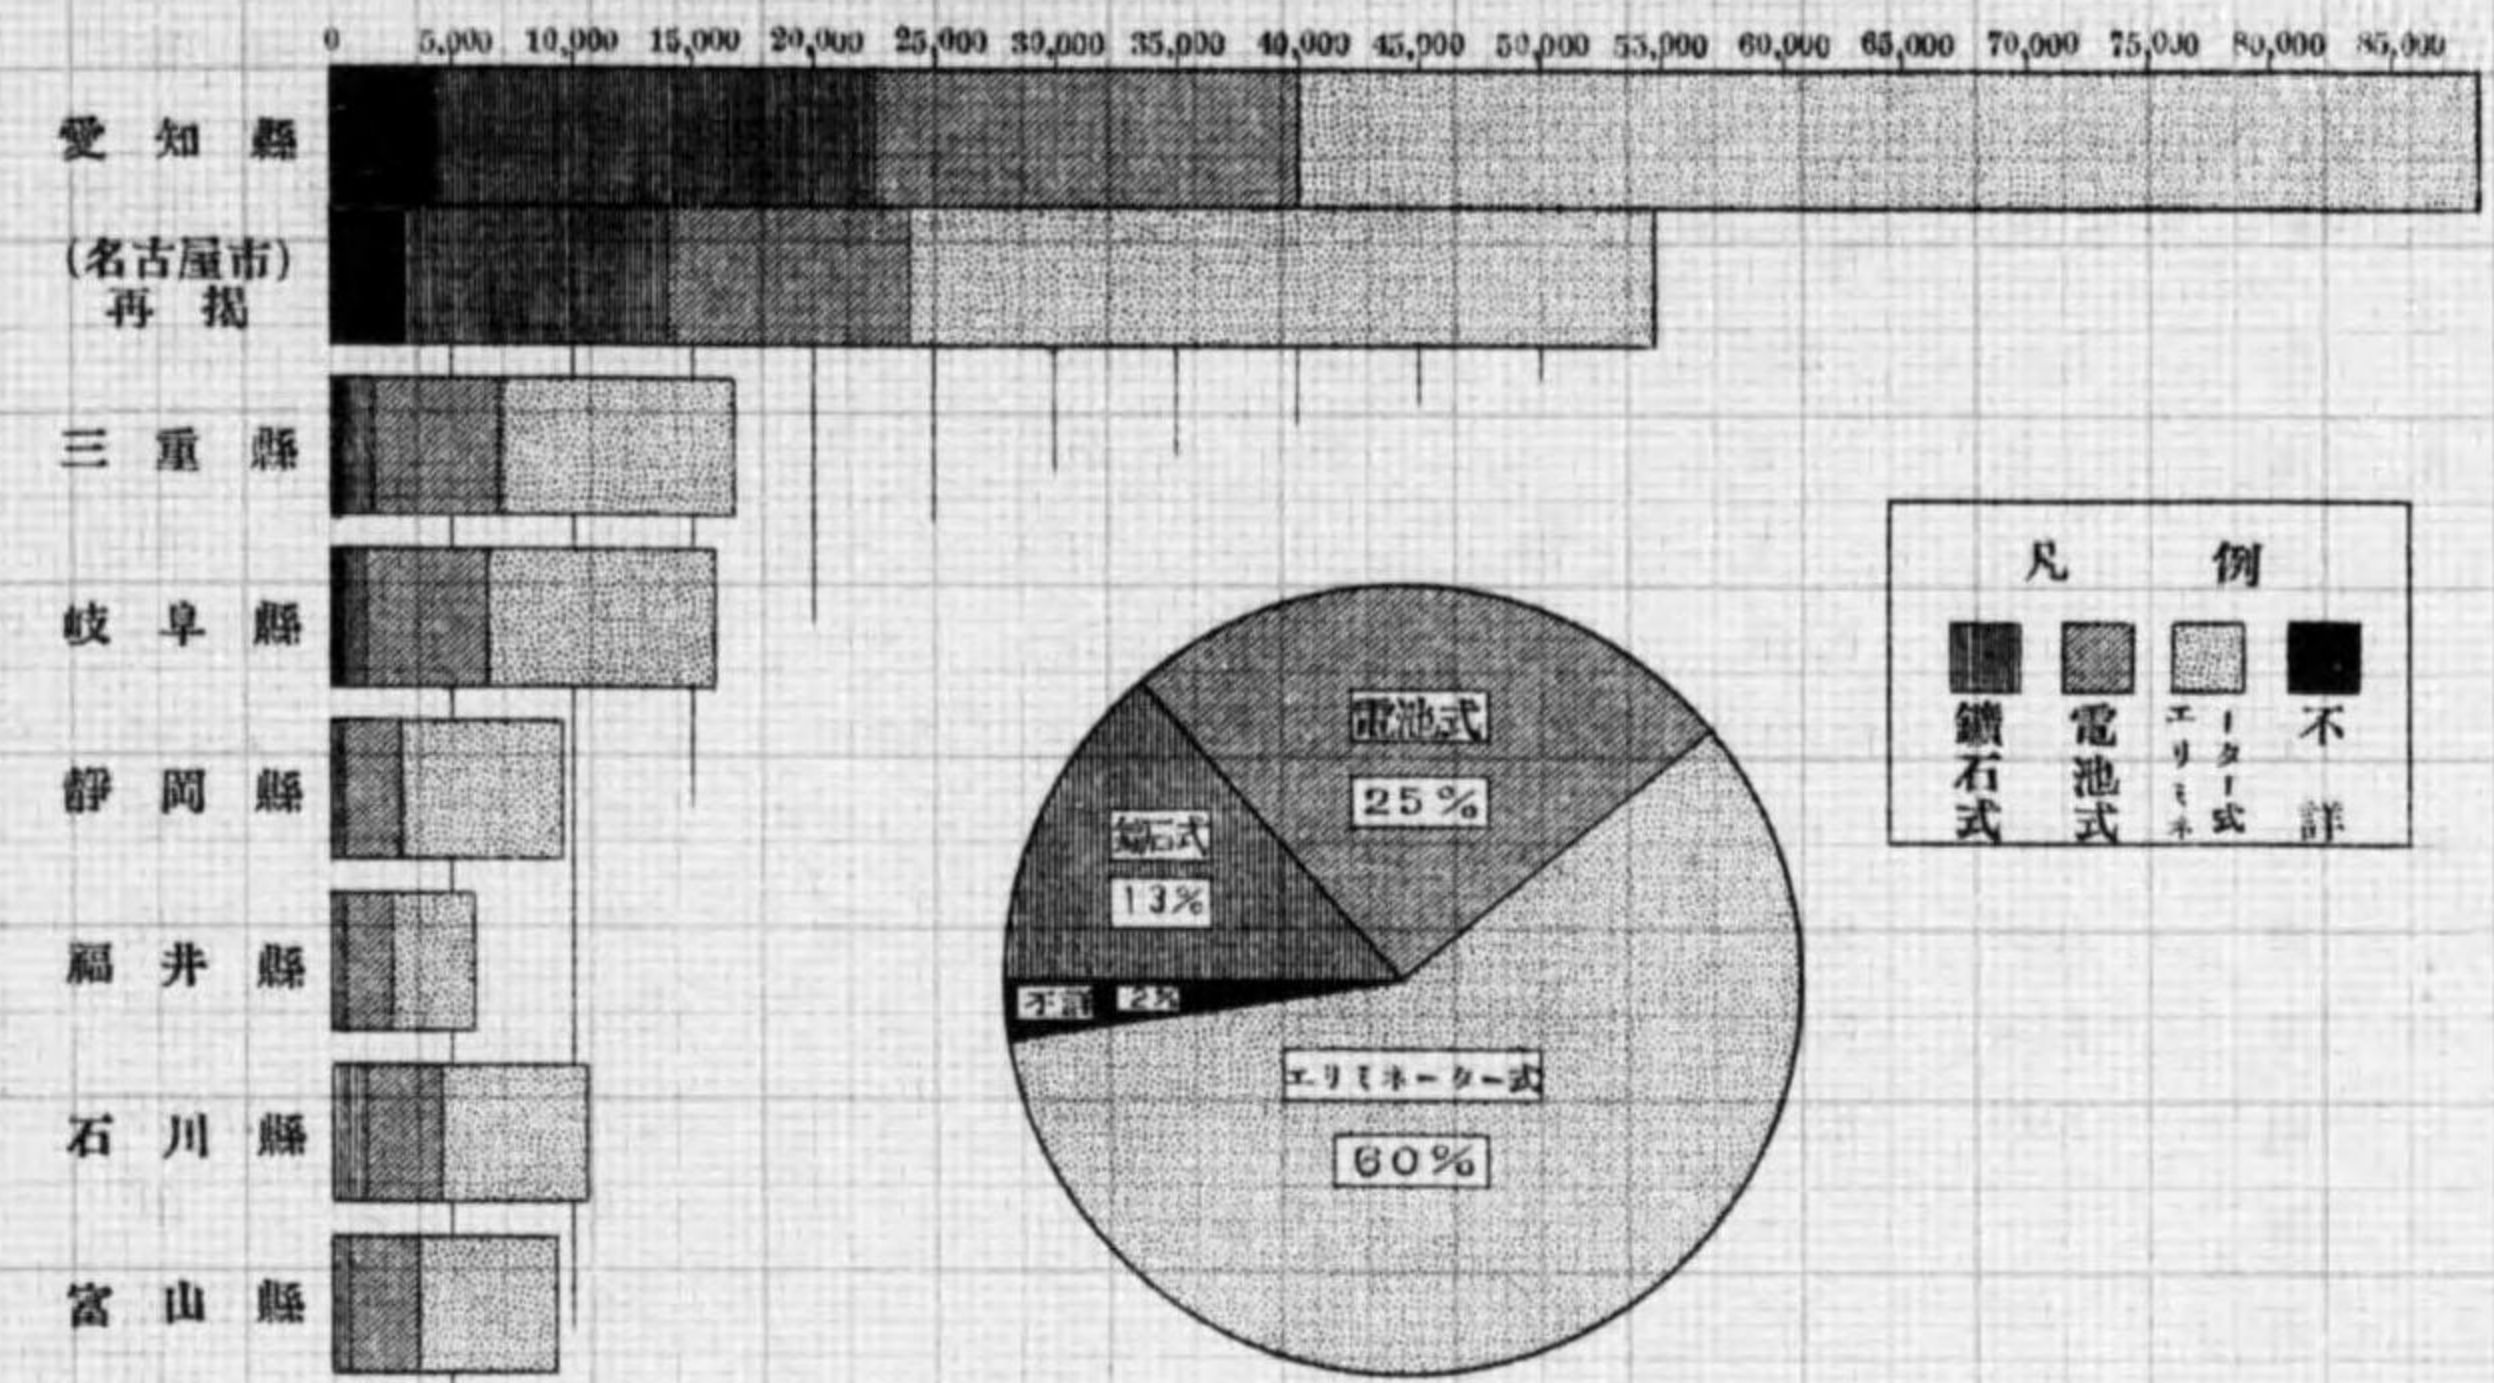 0 5,000 10,000 15,000 20,000 25,000 30,000 35,000 40,000 45,000 50,000 55,000 60,000 65,000 70,000 75,000 80,000 85,000
愛知縣
(名古屋市)
再揭
三重縣
岐阜縣
靜岡縣
福井縣
石川縣
富山縣
電池式
25%
鑛石式
13%
不詳 2%
エリミネーター式
60%
凡例
鑛石式
電池式
エリミネーター式
不詳